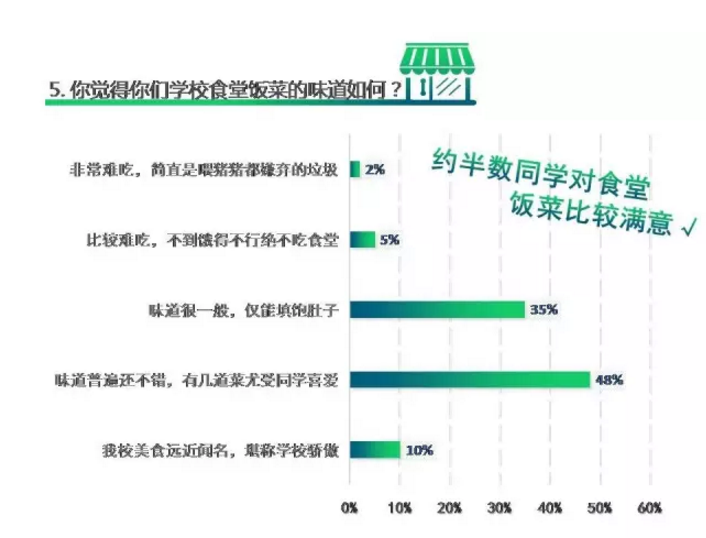 5.你觉得你们学校食堂饭菜的味道如何？
约半数同学对食堂
饭菜比较满意√
非常难吃，简直是喂猪猪都嫌弃的垃圾 2%
比较难吃，不到饿得不行绝不吃食堂 5%
味道很一般，仅能填饱肚子 35%
味道普遍还不错，有几道菜尤受同学喜爱 48%
我校美食远近闻名，堪称学校骄傲 10%
0% 10% 20% 30% 40% 50% 60%